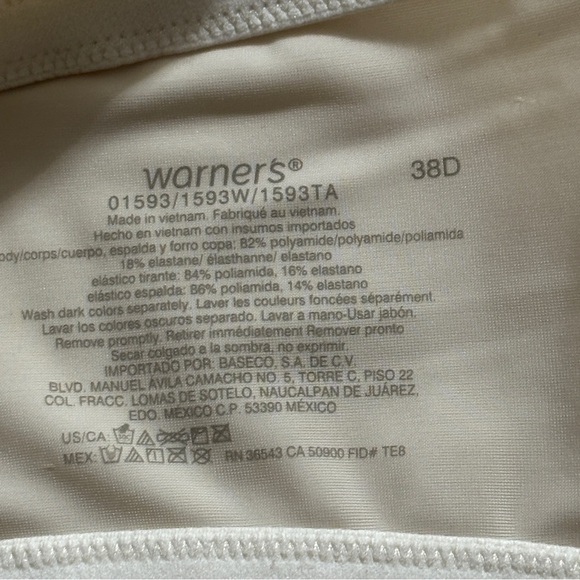 warner's® 38D
01593/1593W/1593TA
Made in vietnam. Fabriqué au vietnam.
Hecho en vietnam con insumos importados
ody/corps/cuerpo, espalda y forro copa: 82% polyamide/polyamide/poliamida
18% elastane/ élasthanne/ elastano
elástico tirante: 84% poliamida, 16% elastano
elástico espalda: 86% poliamida, 14% elastano
Wash dark colors separately. Laver les couleurs foncées séparément.
Lavar los colores oscuros separado. Lavar a mano-Usar jabón.
Remove promptly. Retirer immédiatement Remover pronto
Secar colgado a la sombra, no exprimir.
IMPORTADO POR: BASECO, S.A. DE C.V.
BLVD. MANUEL ÁVILA CAMACHO NO. 5, TORRE C, PISO 22
COL. FRACC. LOMAS DE SOTELO, NAUCALPAN DE JUÁREZ,
EDO. MÉXICO C.P. 53390 MÉXICO
US/CA:
MEX: RN 36543 CA 50900 FID# TE8